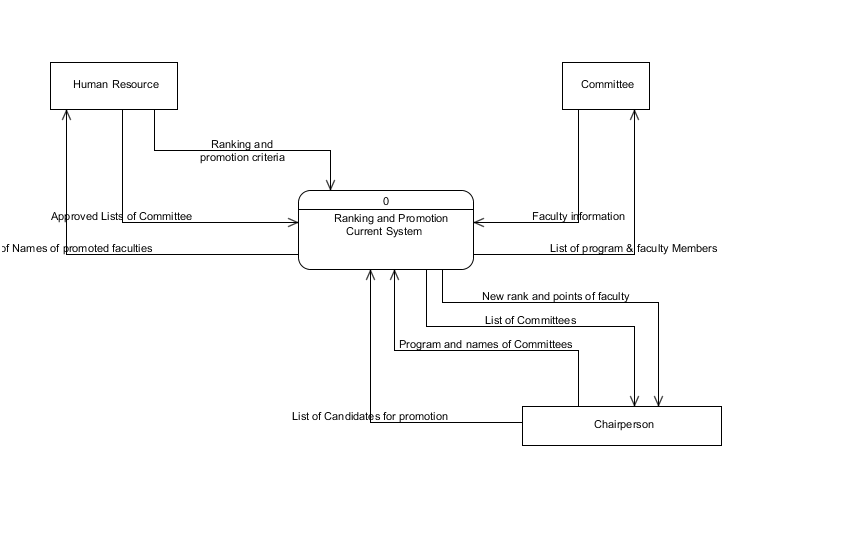 Human Resource
Committee
Ranking and
promotion criteria
0
Approved Lists of Committee
Ranking and Promotion
Current System
Faculty information
of Names of promoted faculties
List of program & faculty Members
New rank and points of faculty
List of Committees
Program and names of Committees
List of Candidates for promotion
Chairperson